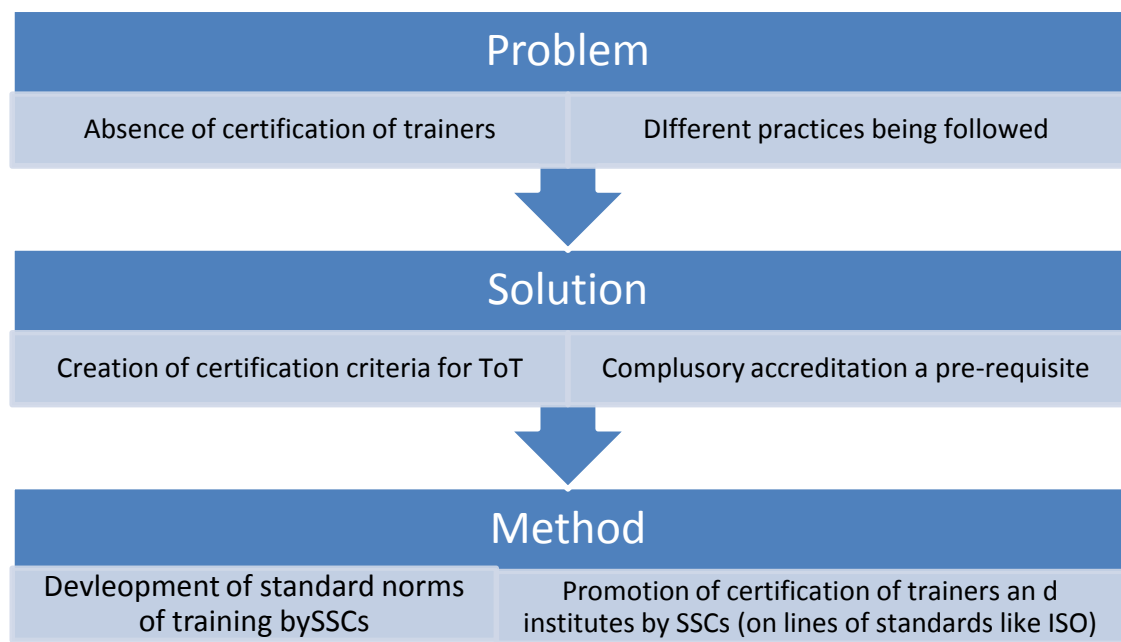 Problem
Absence of certification of trainers
DIfferent practices being followed
Solution
Creation of certification criteria for ToT
Complusory accreditation a pre-requisite
Method
Devleopment of standard norms
of training bySSCs
Promotion of certification of trainers an d
institutes by SSCs (on lines of standards like ISO)